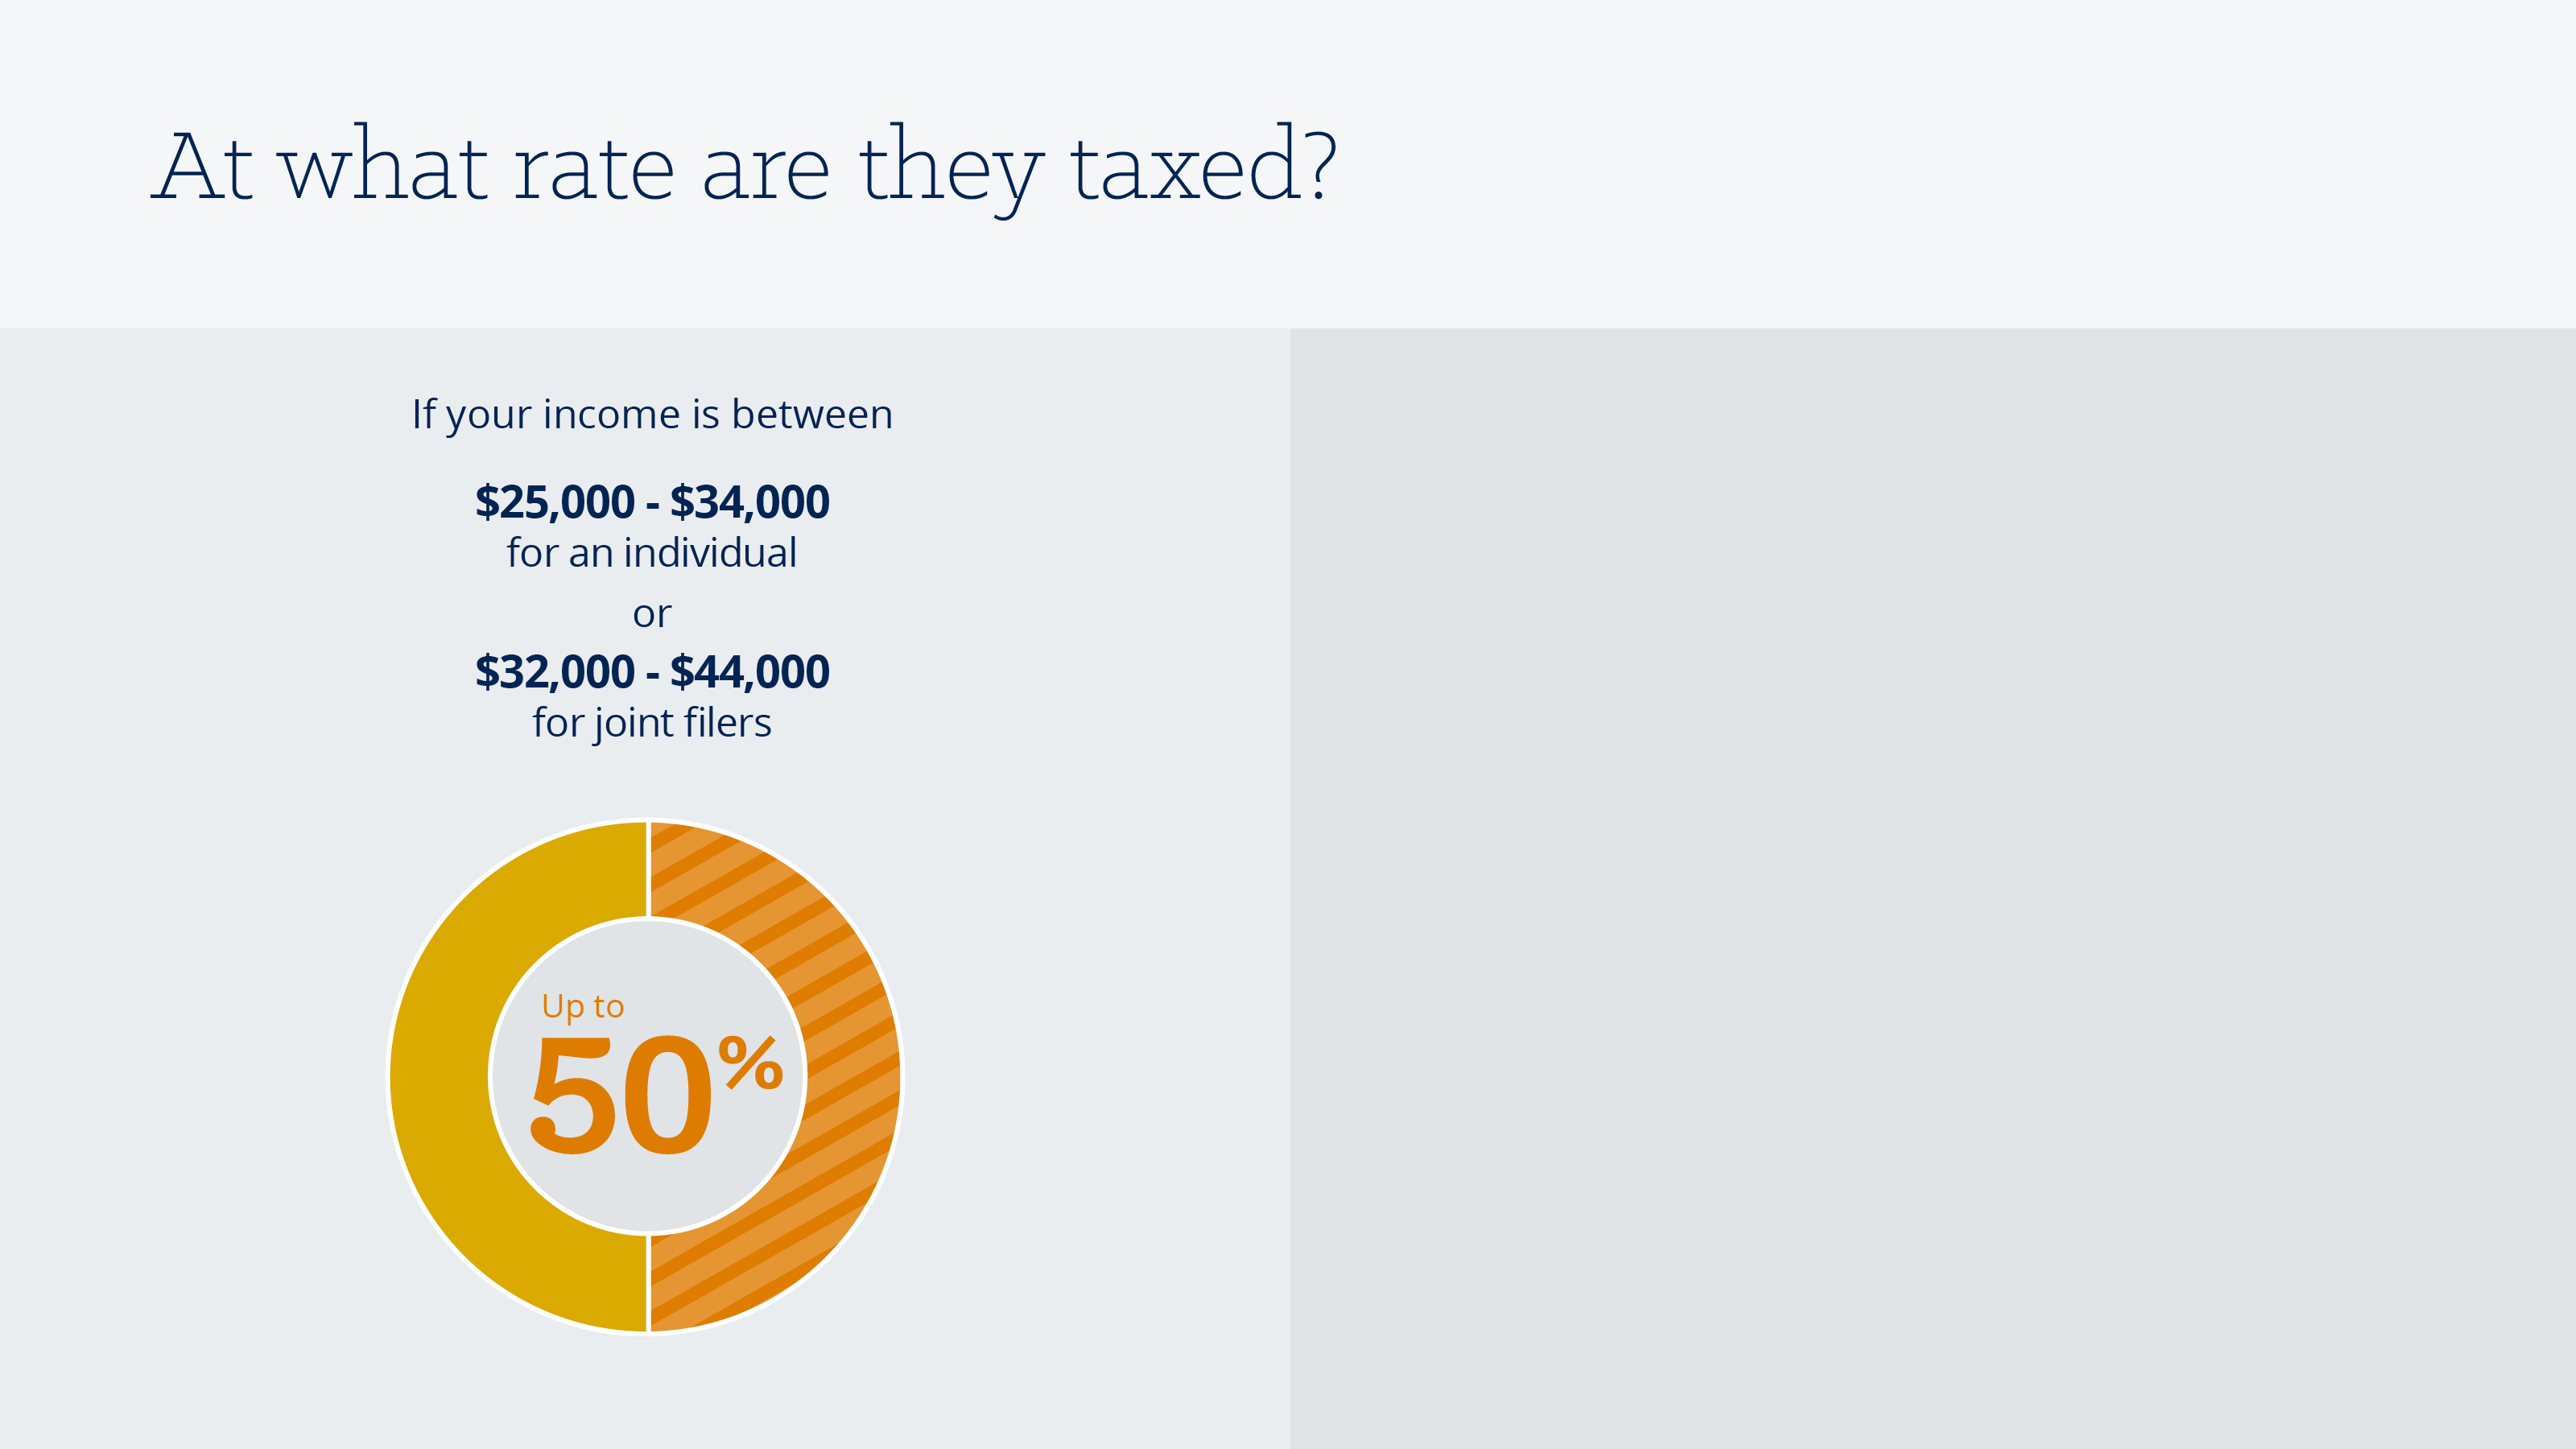 At what rate are they taxed?
If your income is between
$25,000 - $34,000
for an individual
or
$32,000 - $44,000
for joint filers
Up to
50%